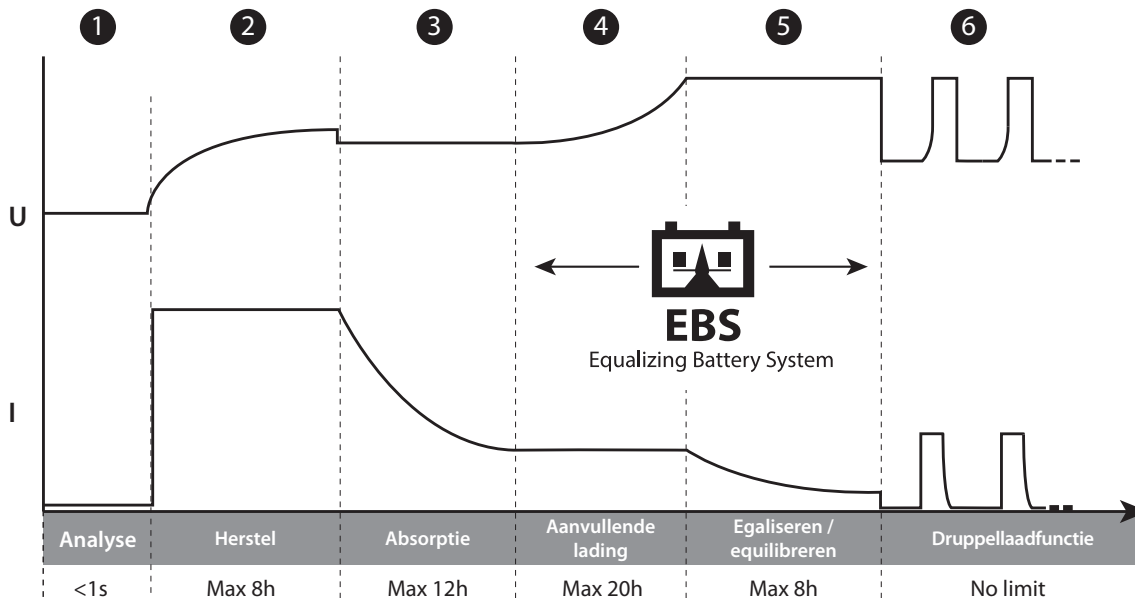 1 2 3 4 5 6
U
EBS
Equalizing Battery System
I
Analyse Herstel Absorptie Aanvullende lading Egaliseren / equilibreren Druppellaadfunctie
<1s Max 8h Max 12h Max 20h Max 8h No limit